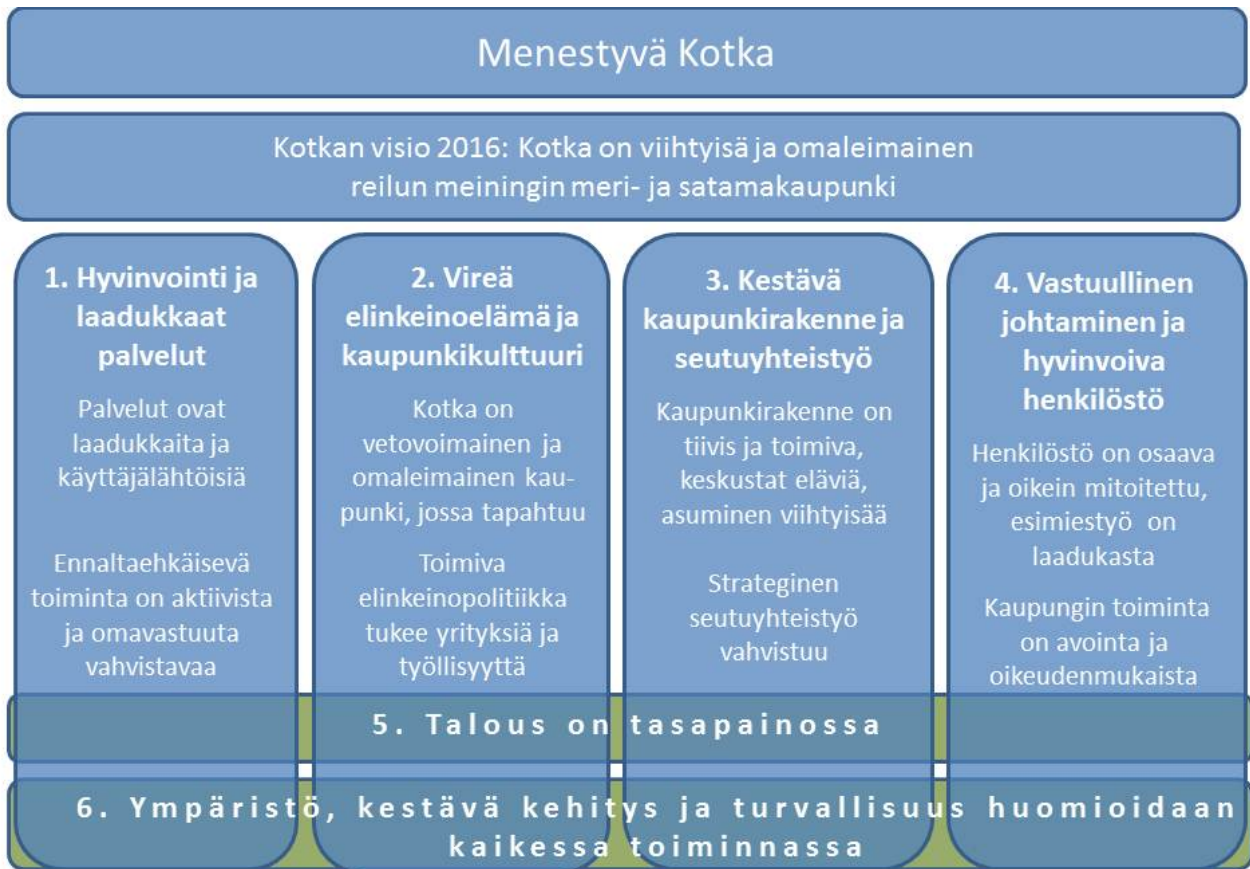 Menestyvä Kotka
Kotkan visio 2016: Kotka on viihtyisä ja omaleimainen
reilun meiningin meri- ja satamakaupunki
1. Hyvinvointi ja
laadukkaat
palvelut
Palvelut ovat
laadukkaita ja
käyttäjälähtöisiä
Ennaltaehkäisevä
toiminta on aktiivista
ja omavastuuta
vahvistavaa
2. Vireä
elinkeinoelämä ja
kaupunkikulttuuri
Kotka on
vetovoimainen ja
omaleimainen kau-
punki, jossa tapahtuu
Toimiva
elinkeinopolitiikka
tukee yrityksiä ja
työllisyyttä
3. Kestävä
kaupunkirakenne ja
seutuyhteistyö
Kaupunkirakenne on
tiivis ja toimiva,
keskustat eläviä,
asuminen viihtyisää
Strateginen
seutuyhteistyö
vahvistuu
4. Vastuullinen
johtaminen ja
hyvinvoiva
henkilöstö
Henkilöstö on osaava
ja oikein mitoitettu,
esimiestyö on
laadukasta
Kaupungin toiminta
on avointa ja
oikeudenmukaista
5. Talous on tasapainossa
6. Ympäristö, kestävä kehitys ja turvallisuus huomioidaan
kaikessa toiminnassa